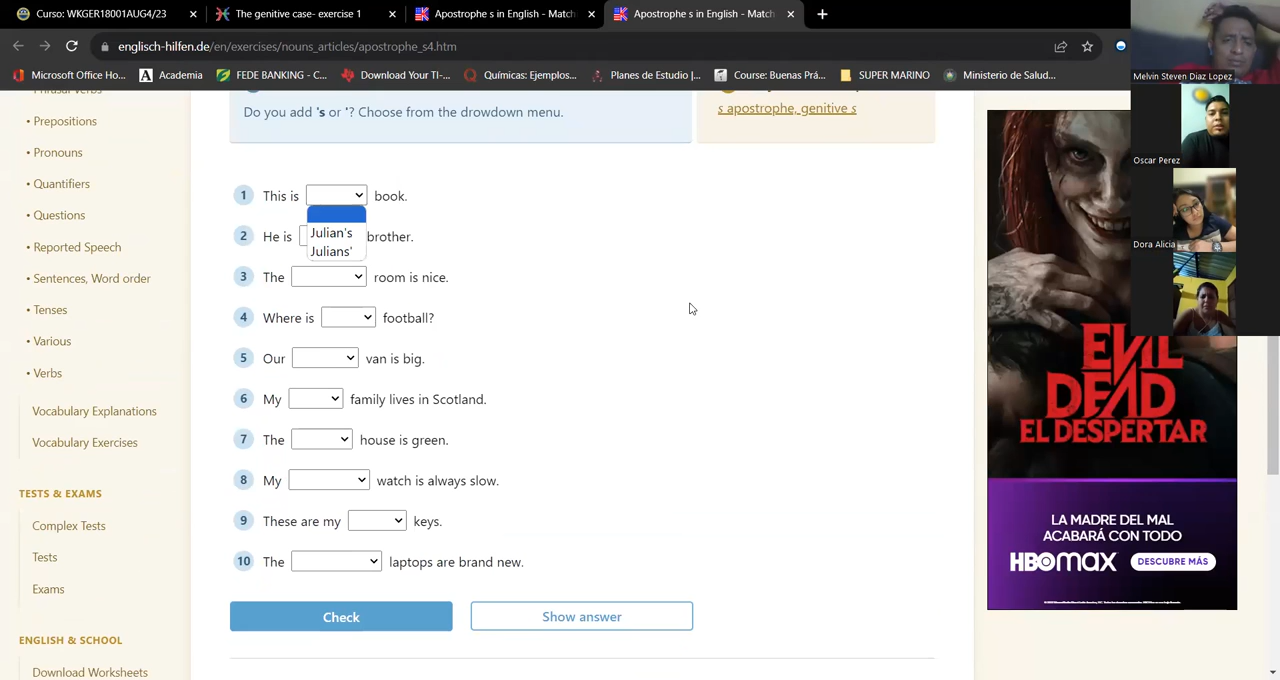 Curso: WKGER18001AUG4/23
The genitive case- exercise 1
Apostrophe s in English - Match
Apostrophe s in English - Match
englisch-hilfen.de/en/exercises/nouns_articles/apostrophe_s4.htm
Microsoft Office Ho...
Academia
FEDE BANKING - C...
Download Your TI-...
Químicas: Ejemplos...
Planes de Estudio |...
Course: Buenas Prá...
SUPER MARINO
Ministerio de Salud...
Melvin Steven Diaz Lopez
Oscar Perez
Dora Alicia
• Prepositions
• Pronouns
• Quantifiers
• Questions
• Reported Speech
• Sentences, Word order
• Tenses
• Various
• Verbs
Vocabulary Explanations
Vocabulary Exercises
TESTS & EXAMS
Complex Tests
Tests
Exams
ENGLISH & SCHOOL
Download Worksheets
Do you add 's or '? Choose from the drowdown menu.
s apostrophe, genitive s
1 This is book.
Julian's
Julians'
2 He is brother.
3 The room is nice.
4 Where is football?
5 Our van is big.
6 My family lives in Scotland.
7 The house is green.
8 My watch is always slow.
9 These are my keys.
10 The laptops are brand new.
Check
Show answer
EVIL
DEAD
EL DESPERTAR
LA MADRE DEL MAL
ACABARÁ CON TODO
HBOMAX
DESCUBRE MÁS